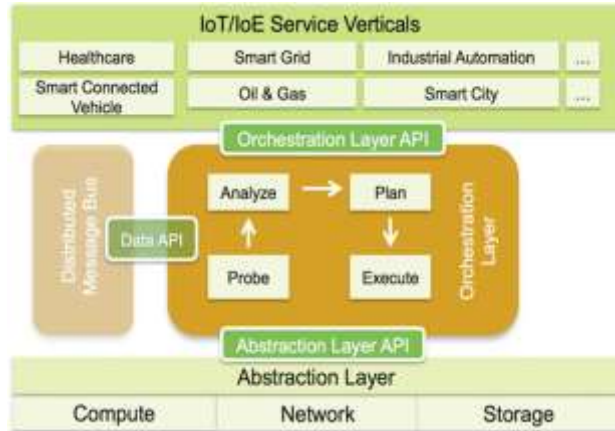 IoT/IoE Service Verticals
Healthcare
Smart Grid
Industrial Automation
...
Smart Connected
Vehicle
Oil & Gas
Smart City
...
Orchestration Layer API
Distributed
Message Bus
Data API
Analyze
Plan
Probe
Execute
Orchestration
Layer
Abstraction Layer API
Abstraction Layer
Compute
Network
Storage